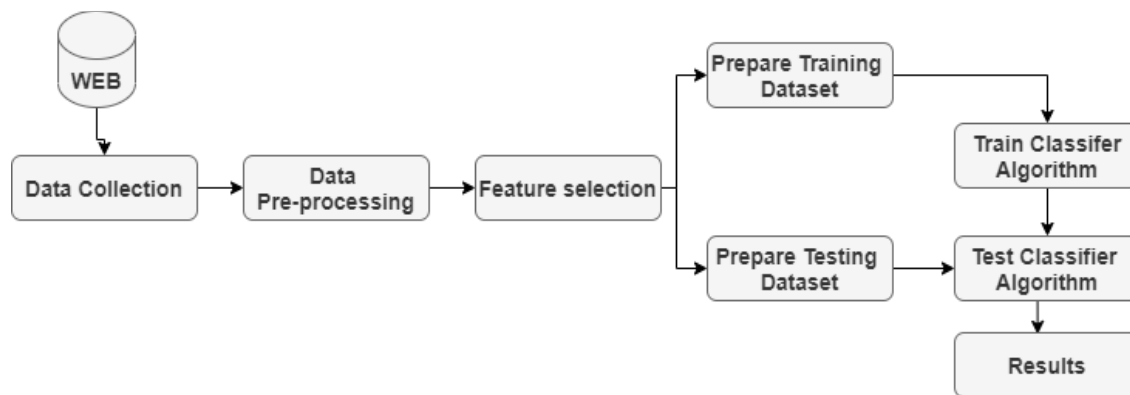 WEB
Data Collection
Data
Pre-processing
Feature selection
Prepare Training
Dataset
Train Classifer
Algorithm
Prepare Testing
Dataset
Test Classifier
Algorithm
Results